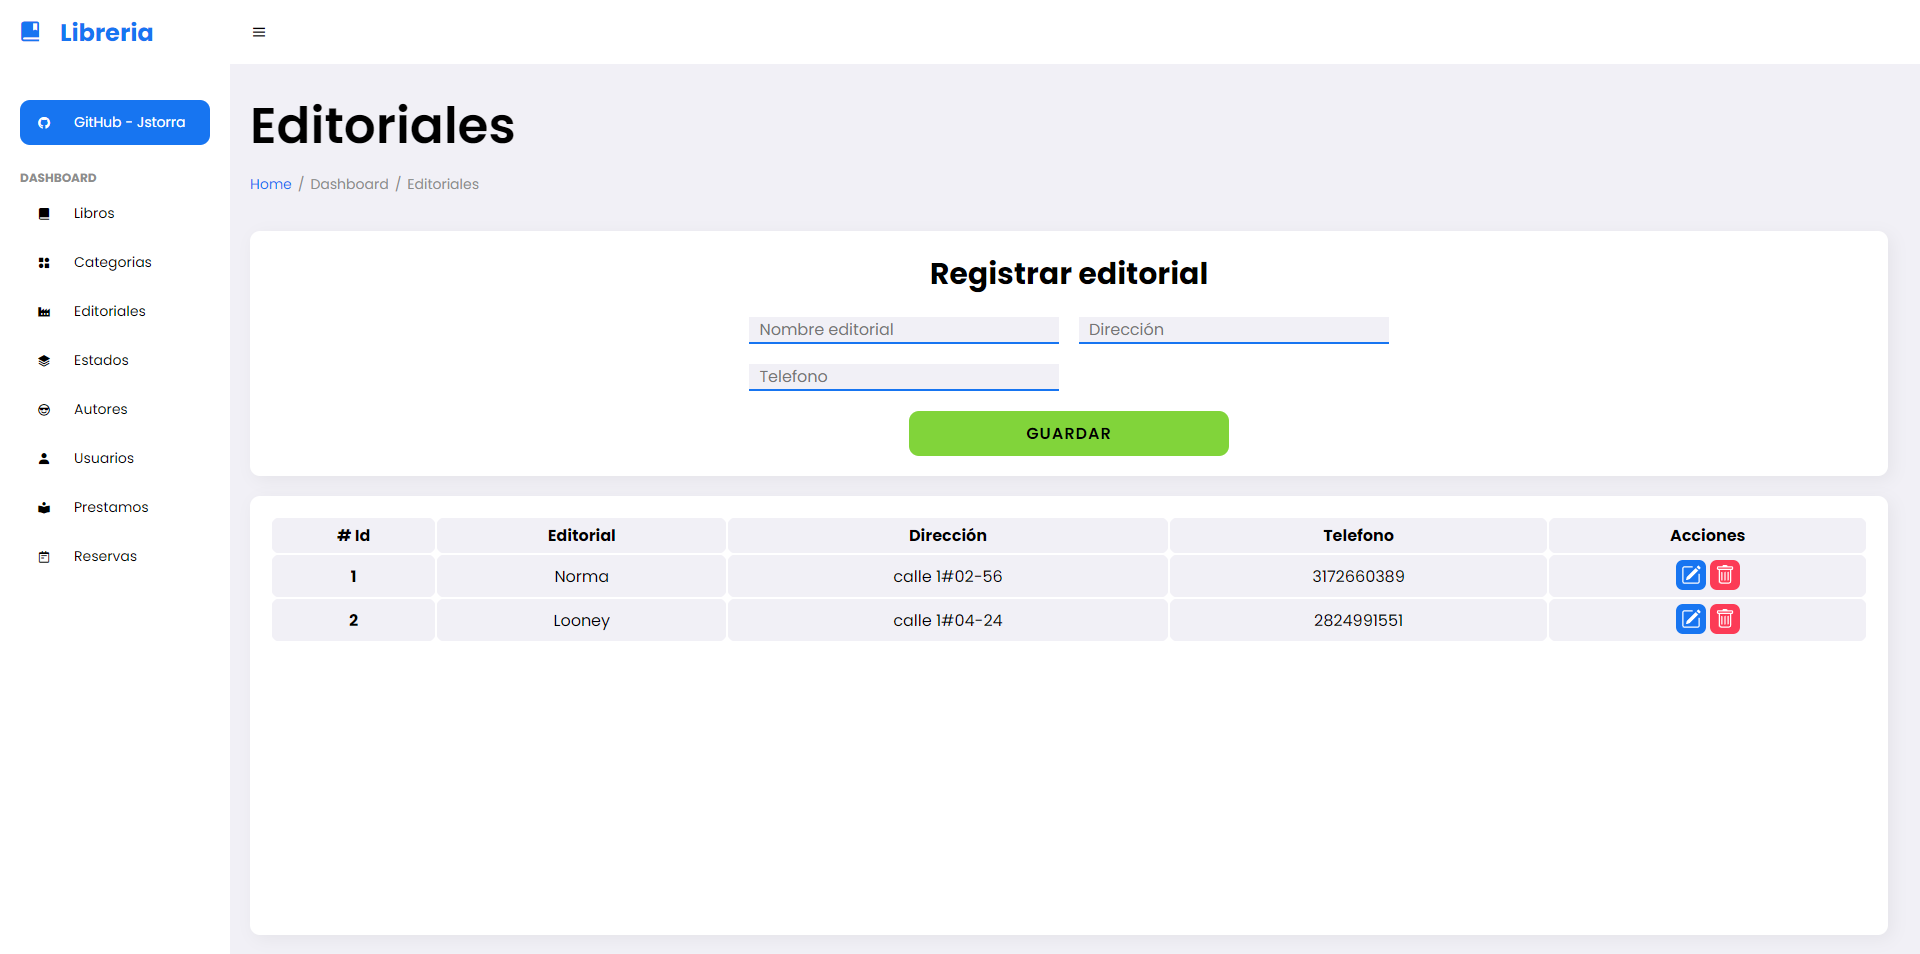 Libreria
GitHub - Jstorra
DASHBOARD
Libros
Categorias
Editoriales
Estados
Autores
Usuarios
Prestamos
Reservas
Editoriales
Home / Dashboard / Editoriales
Registrar editorial
Nombre editorial Dirección
Telefono
GUARDAR
# Id Editorial Dirección Telefono Acciones
1 Norma calle 1#02-56 3172660389
2 Looney calle 1#04-24 2824991551